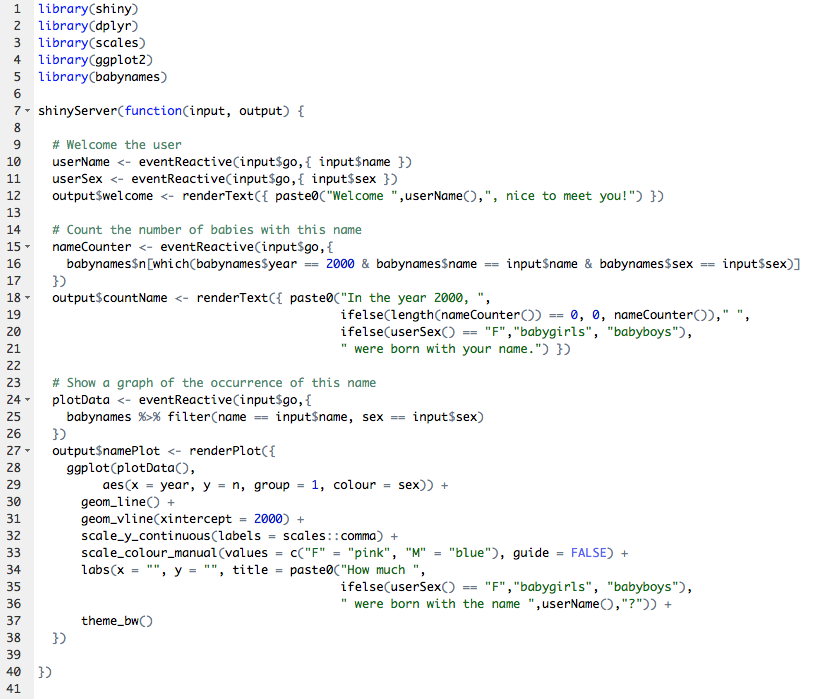 1 library(shiny)
2 library(dplyr)
3 library(scales)
4 library(ggplot2)
5 library(babynames)
6
7 shinyServer(function(input, output) {
8
9   # Welcome the user
10   userName <- eventReactive(input$go,{ input$name })
11   userSex <- eventReactive(input$go,{ input$sex })
12   output$welcome <- renderText({ paste0("Welcome ",userName(),", nice to meet you!") })
13
14   # Count the number of babies with this name
15   nameCounter <- eventReactive(input$go,{
16     babynames$n[which(babynames$year == 2000 & babynames$name == input$name & babynames$sex == input$sex)]
17   })
18   output$countName <- renderText({ paste0("In the year 2000, ",
19                                           ifelse(length(nameCounter()) == 0, 0, nameCounter())," ",
20                                           ifelse(userSex() == "F","babygirls", "babyboys"),
21                                           " were born with your name.") })
22
23   # Show a graph of the occurrence of this name
24   plotData <- eventReactive(input$go,{
25     babynames %>% filter(name == input$name, sex == input$sex)
26   })
27   output$namePlot <- renderPlot({
28     ggplot(plotData(),
29          aes(x = year, y = n, group = 1, colour = sex)) +
30       geom_line() +
31       geom_vline(xintercept = 2000) +
32       scale_y_continuous(labels = scales::comma) +
33       scale_colour_manual(values = c("F" = "pink", "M" = "blue"), guide = FALSE) +
34       labs(x = "", y = "", title = paste0("How much ",
35                                           ifelse(userSex() == "F","babygirls", "babyboys"),
36                                           " were born with the name ",userName(),"?")) +
37       theme_bw()
38   })
39
40 })
41